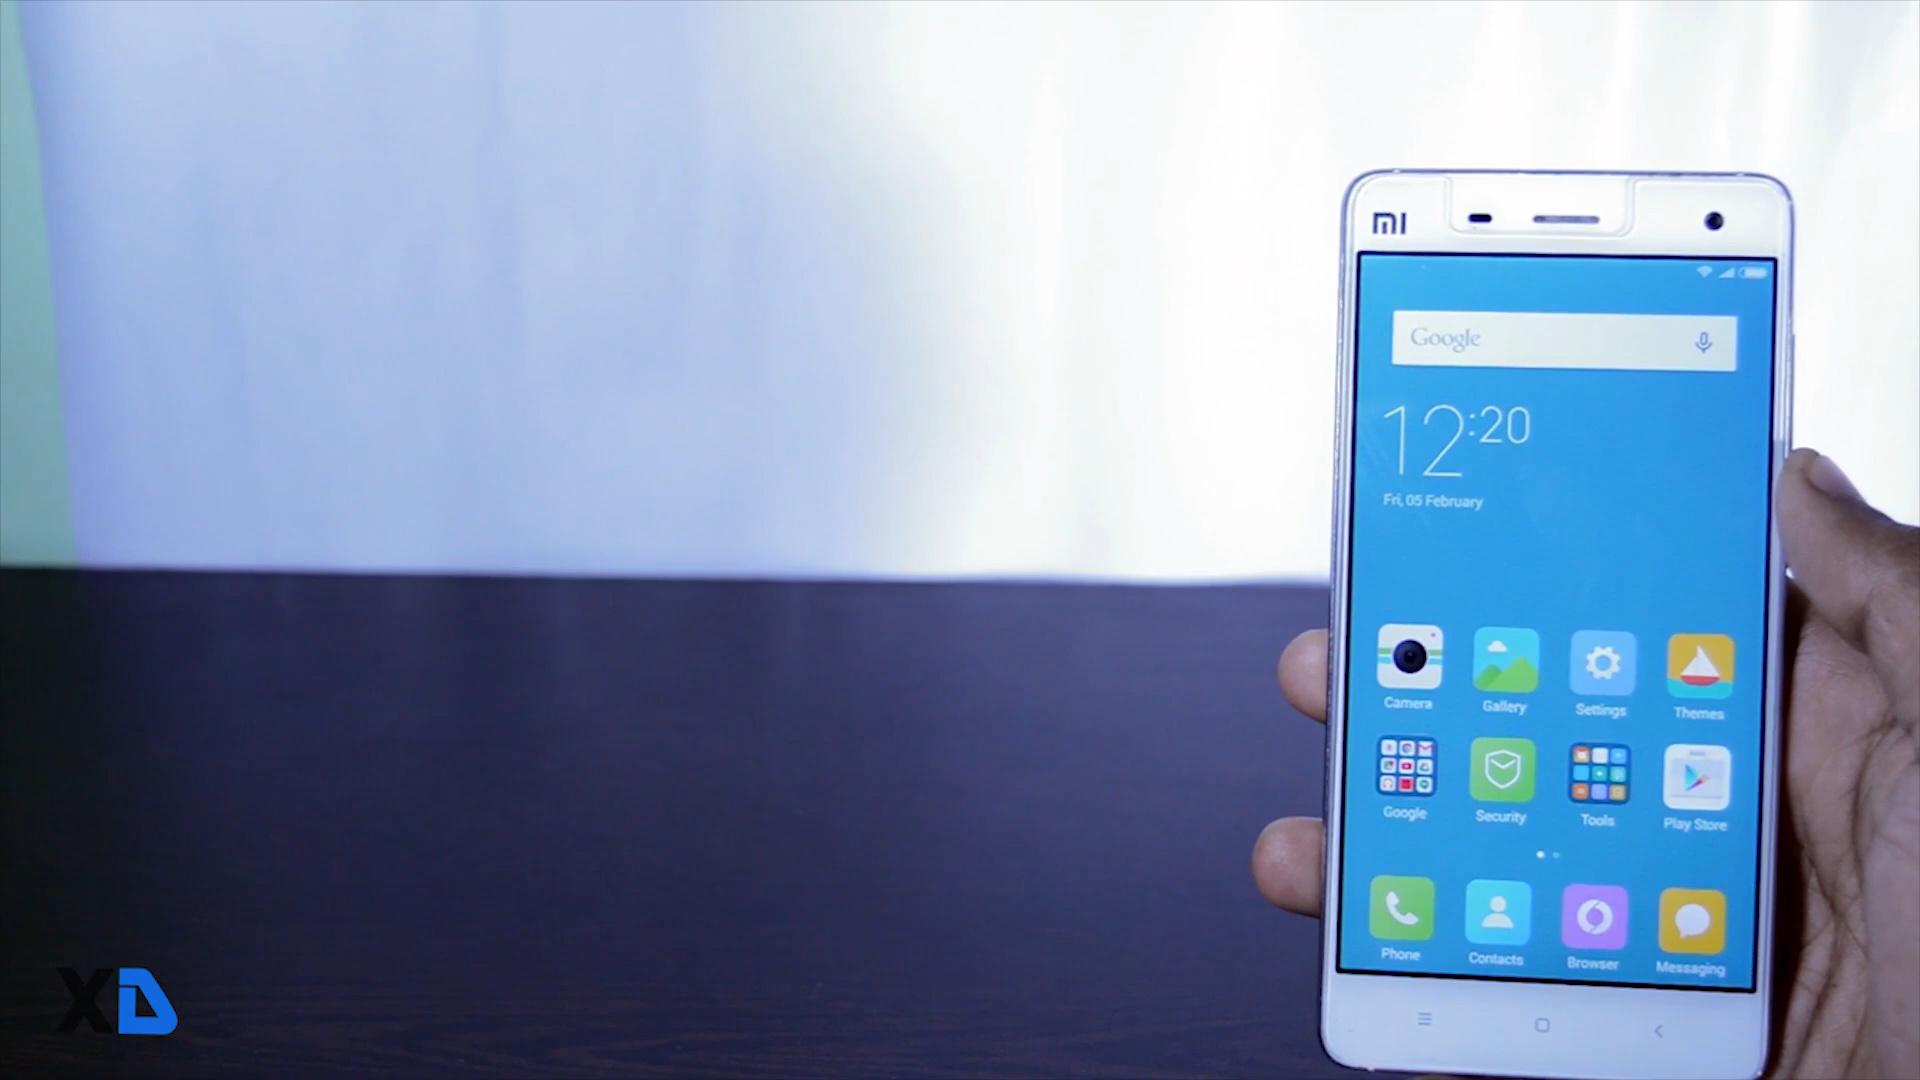 MI
Google
12:20
Fri, 05 February
Camera Gallery Settings Themes
Google Security Tools Play Store
Phone Contacts Browser Messaging
XD